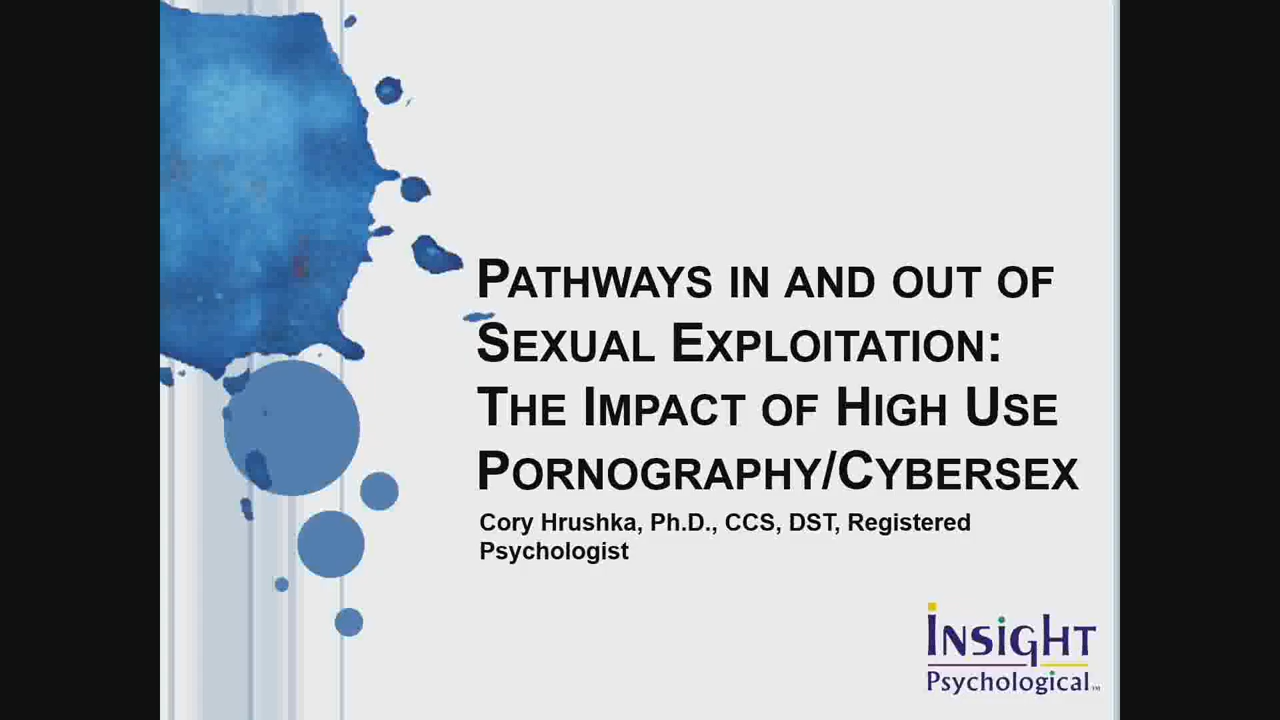 PATHWAYS IN AND OUT OF
SEXUAL EXPLOITATION:
THE IMPACT OF HIGH USE
PORNOGRAPHY/CYBERSEX
Cory Hrushka, Ph.D., CCS, DST, Registered
Psychologist
INSiGHT
Psychological™